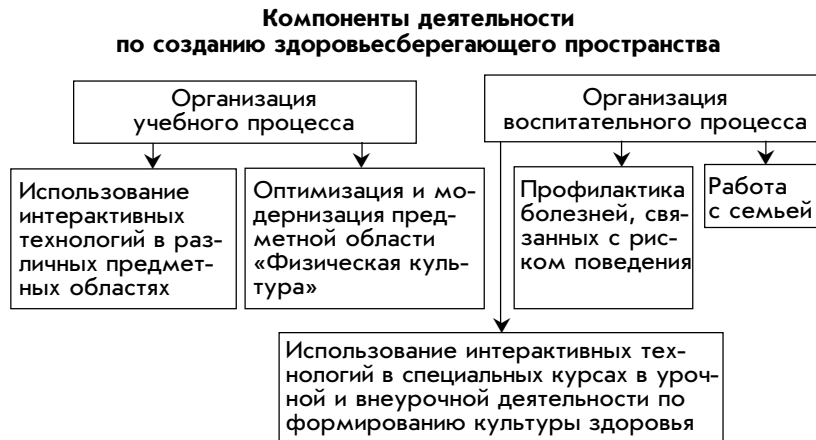 Компоненты деятельности
по созданию здоровьесберегающего пространства
Организация
учебного процесса
Организация
воспитательного процесса
Использование
интерактивных
технологий в раз-
личных предмет-
ных областях
Оптимизация и мо-
дернизация пред-
метной области
«Физическая куль-
тура»
Профилактика
болезней, свя-
занных с рис-
ком поведения
Работа
с семьей
Использование интерактивных тех-
нологий в специальных курсах в уроч-
ной и внеурочной деятельности по
формированию культуры здоровья